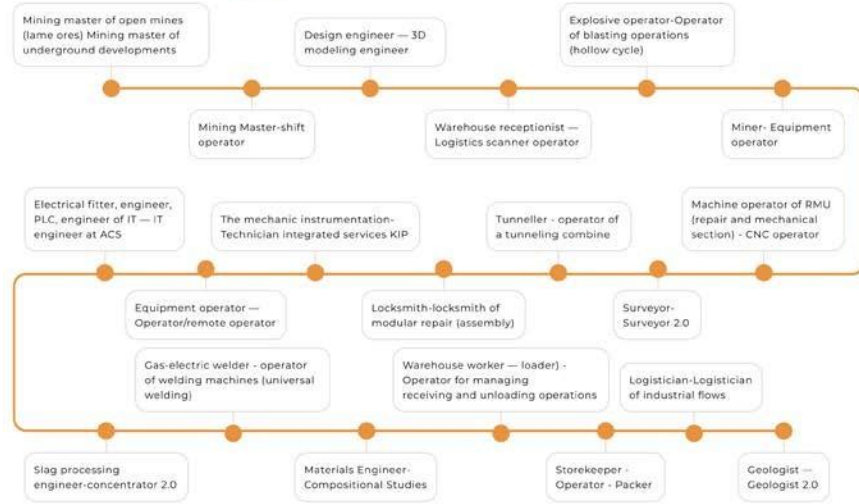 Mining master of open mines
(lame ores) Mining master of
underground developments
Mining Master-shift
operator
Design engineer — 3D
modeling engineer
Warehouse receptionist —
Logistics scanner operator
Explosive operator-Operator
of blasting operations
(hollow cycle)
Miner- Equipment
operator
Machine operator of RMU
(repair and mechanical
section) - CNC operator
Surveyor-
Surveyor 2.0
Tunneller - operator of
a tunneling combine
Locksmith-locksmith of
modular repair (assembly)
The mechanic instrumentation-
Technician integrated services KIP
Equipment operator —
Operator/remote operator
Electrical fitter, engineer,
PLC, engineer of IT — IT
engineer at ACS
Slag processing
engineer-concentrator 2.0
Gas-electric welder - operator
of welding machines (universal
welding)
Materials Engineer-
Compositional Studies
Warehouse worker — loader) -
Operator for managing
receiving and unloading operations
Storekeeper -
Operator - Packer
Logistician-Logistician
of industrial flows
Geologist —
Geologist 2.0